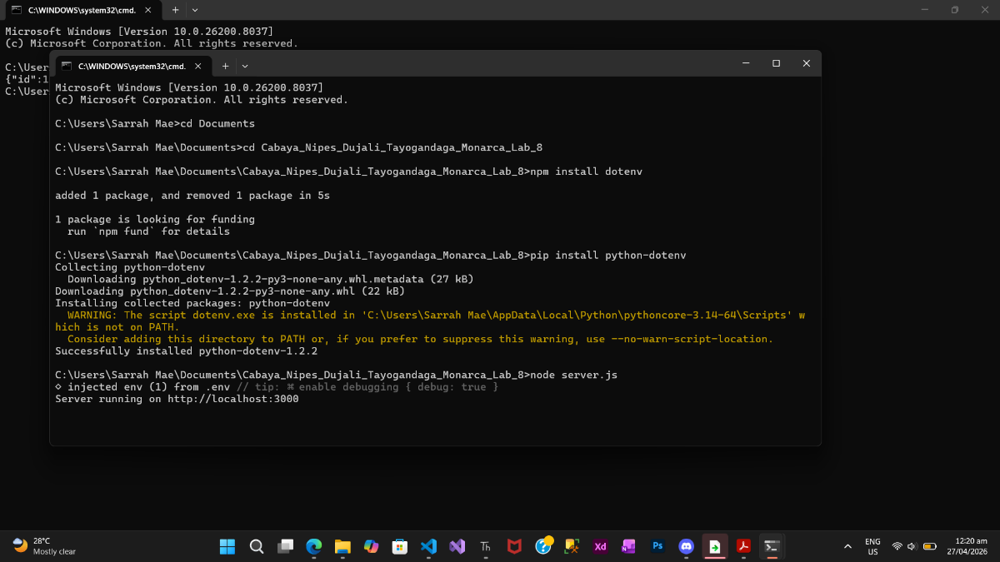 C:\WINDOWS\system32\cmd.
Microsoft Windows [Version 10.0.26200.8037]
(c) Microsoft Corporation. All rights reserved.
C:\User
{"id":1
C:\User
C:\WINDOWS\system32\cmd.
Microsoft Windows [Version 10.0.26200.8037]
(c) Microsoft Corporation. All rights reserved.
C:\Users\Sarrah Mae>cd Documents
C:\Users\Sarrah Mae\Documents>cd Cabaya_Nipes_Dujali_Tayogandaga_Monarca_Lab_8
C:\Users\Sarrah Mae\Documents\Cabaya_Nipes_Dujali_Tayogandaga_Monarca_Lab_8>npm install dotenv
added 1 package, and removed 1 package in 5s
1 package is looking for funding
run `npm fund` for details
C:\Users\Sarrah Mae\Documents\Cabaya_Nipes_Dujali_Tayogandaga_Monarca_Lab_8>pip install python-dotenv
Collecting python-dotenv
Downloading python_dotenv-1.2.2-py3-none-any.whl.metadata (27 kB)
Downloading python_dotenv-1.2.2-py3-none-any.whl (22 kB)
Installing collected packages: python-dotenv
WARNING: The script dotenv.exe is installed in 'C:\Users\Sarrah Mae\AppData\Local\Python\pythoncore-3.14-64\Scripts' w
hich is not on PATH.
Consider adding this directory to PATH or, if you prefer to suppress this warning, use --no-warn-script-location.
Successfully installed python-dotenv-1.2.2
C:\Users\Sarrah Mae\Documents\Cabaya_Nipes_Dujali_Tayogandaga_Monarca_Lab_8>node server.js
◇ injected env (1) from .env // tip: ⌘ enable debugging { debug: true }
Server running on http://localhost:3000
28°C
Mostly clear
Th
Xd
N
Ps
ENG
US
12:20 am
27/04/2026